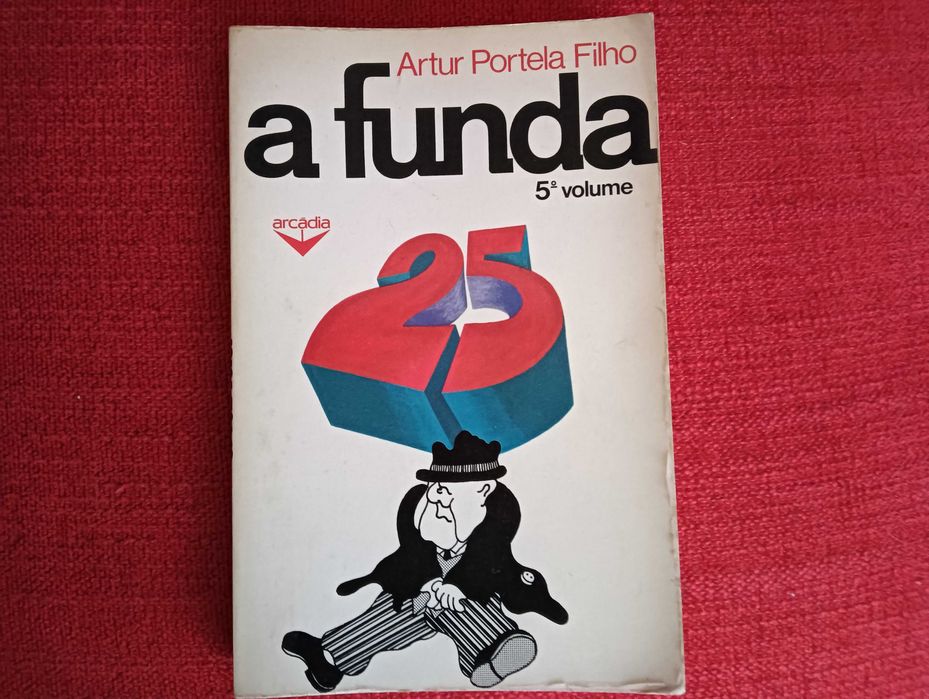 Artur Portela Filho
a funda
5º volume
arcádia
25